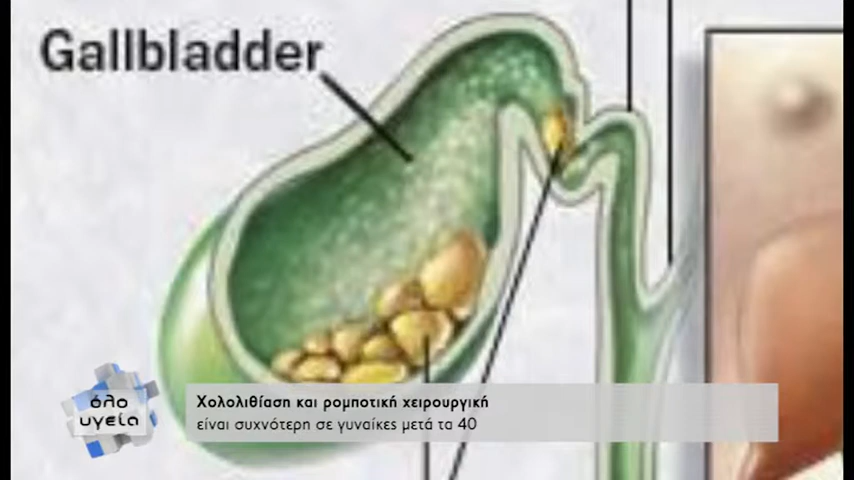 Gallbladder
Χολολιθίαση και ρομποτική χειρουργική
είναι συχνότερη σε γυναίκες μετά τα 40
όλο
υγεία